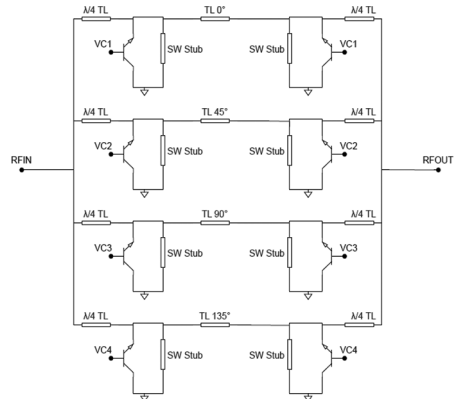 λ/4 TL TL 0° λ/4 TL
VC1 SW Stub SW Stub VC1
λ/4 TL TL 45° λ/4 TL
VC2 SW Stub SW Stub VC2
RFIN RFOUT
λ/4 TL TL 90° λ/4 TL
VC3 SW Stub SW Stub VC3
λ/4 TL TL 135° λ/4 TL
VC4 SW Stub SW Stub VC4